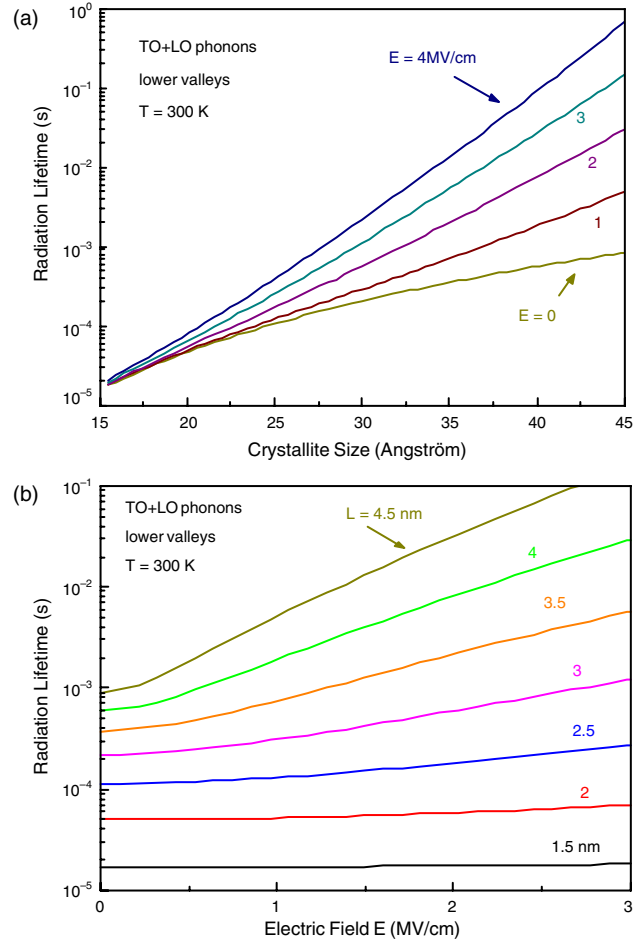 (a)
10⁰
10⁻¹
10⁻²
10⁻³
10⁻⁴
10⁻⁵
Radiation Lifetime (s)
TO+LO phonons
lower valleys
T = 300 K
E = 4MV/cm
3
2
1
E = 0
15 20 25 30 35 40 45
Crystallite Size (Angström)
(b)
10⁻¹
10⁻²
10⁻³
10⁻⁴
10⁻⁵
Radiation Lifetime (s)
TO+LO phonons
lower valleys
T = 300 K
L = 4.5 nm
4
3.5
3
2.5
2
1.5 nm
0 1 2 3
Electric Field E (MV/cm)